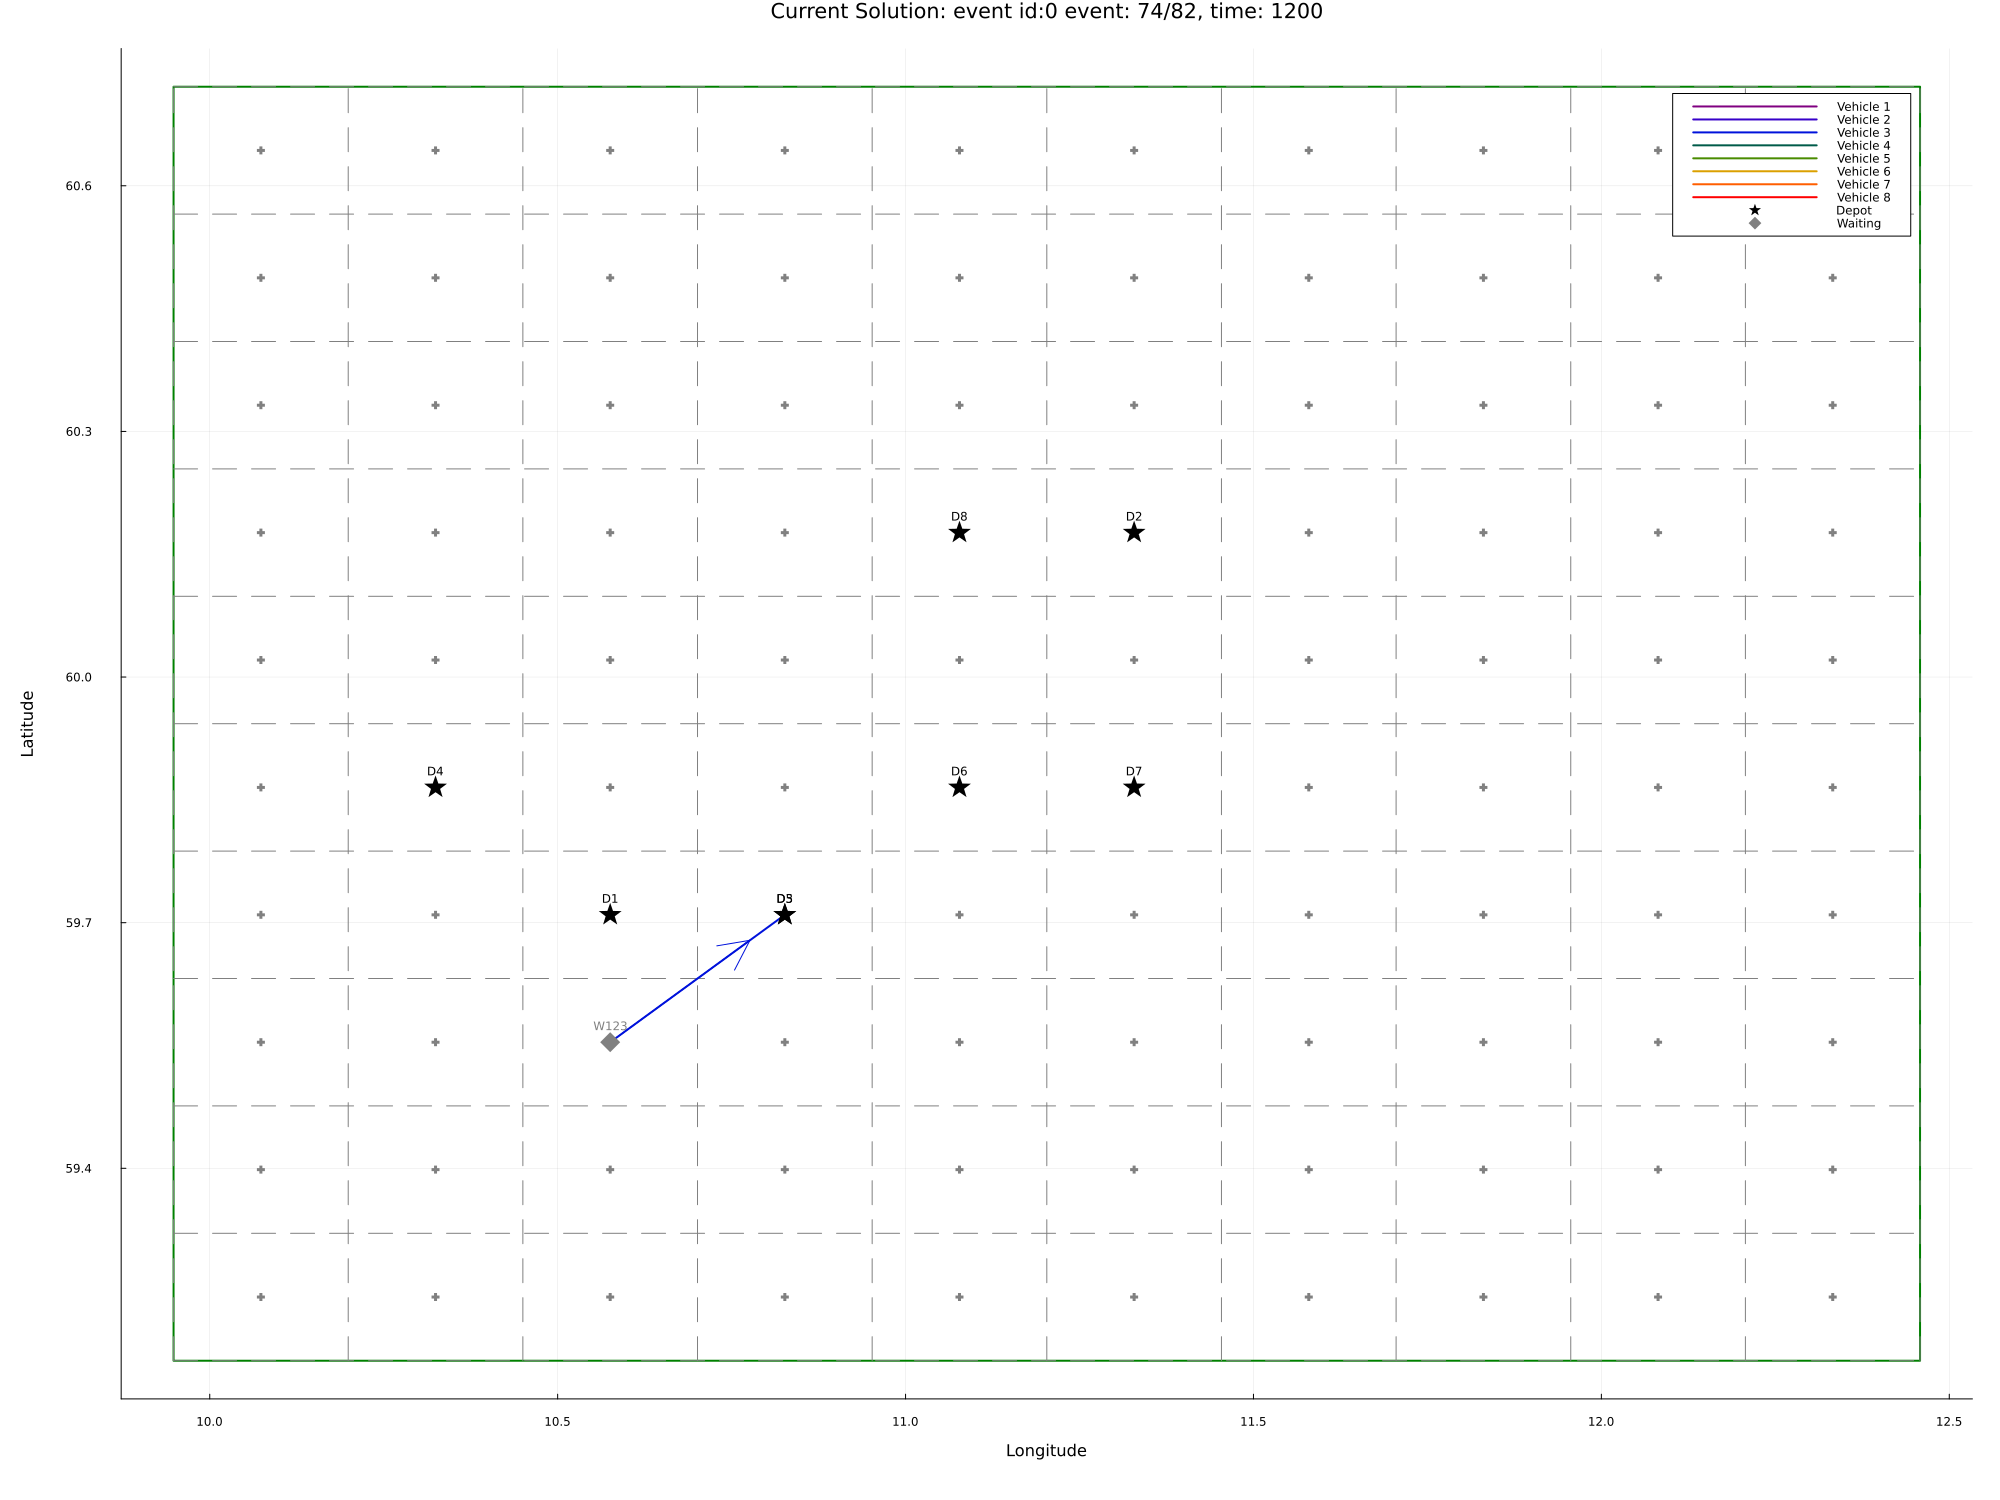 Current Solution: event id:0 event: 74/82, time: 1200
Vehicle 1
Vehicle 2
Vehicle 3
Vehicle 4
Vehicle 5
Vehicle 6
Vehicle 7
Vehicle 8
Depot
Waiting
60.6
60.3
60.0
59.7
59.4
Latitude
D8
D2
D4
D6
D7
D1
W123
10.0
10.5
11.0
11.5
12.0
12.5
Longitude